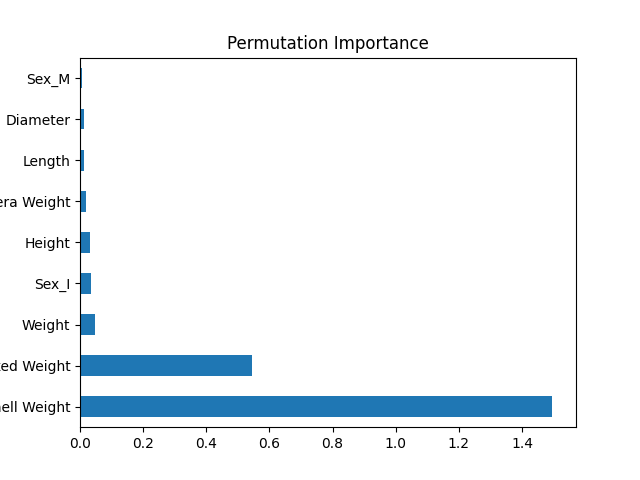 Permutation Importance
Sex_M
Diameter
Length
era Weight
Height
Sex_I
Weight
ked Weight
ell Weight
0.0 0.2 0.4 0.6 0.8 1.0 1.2 1.4